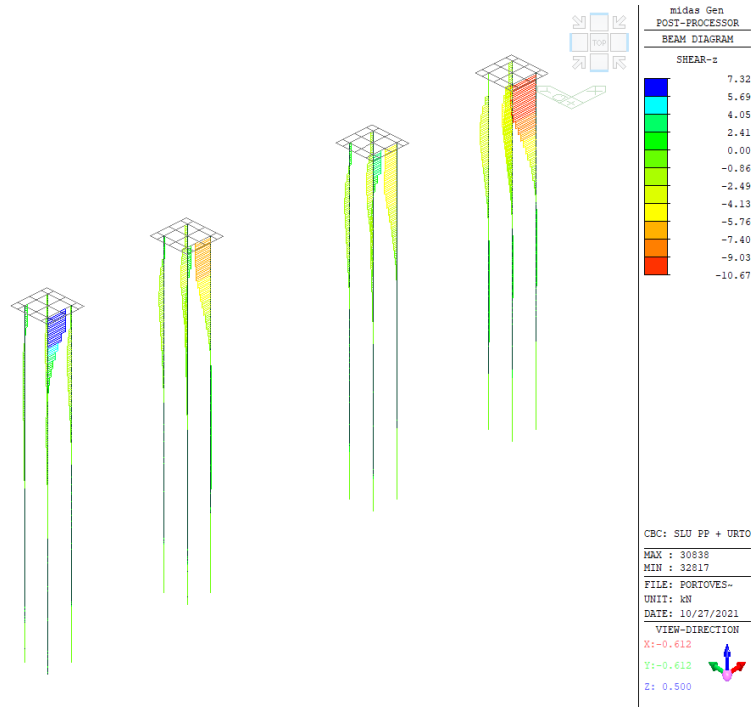 TOP
midas Gen
POST-PROCESSOR
BEAM DIAGRAM
SHEAR-z
7.32
5.69
4.05
2.41
0.00
-0.86
-2.49
-4.13
-5.76
-7.40
-9.03
-10.67
CBC: SLU PP + URTO
MAX : 30838
MIN : 32817
FILE: PORTOVES~
UNIT: kN
DATE: 10/27/2021
VIEW-DIRECTION
X:-0.612
Y:-0.612
Z: 0.500